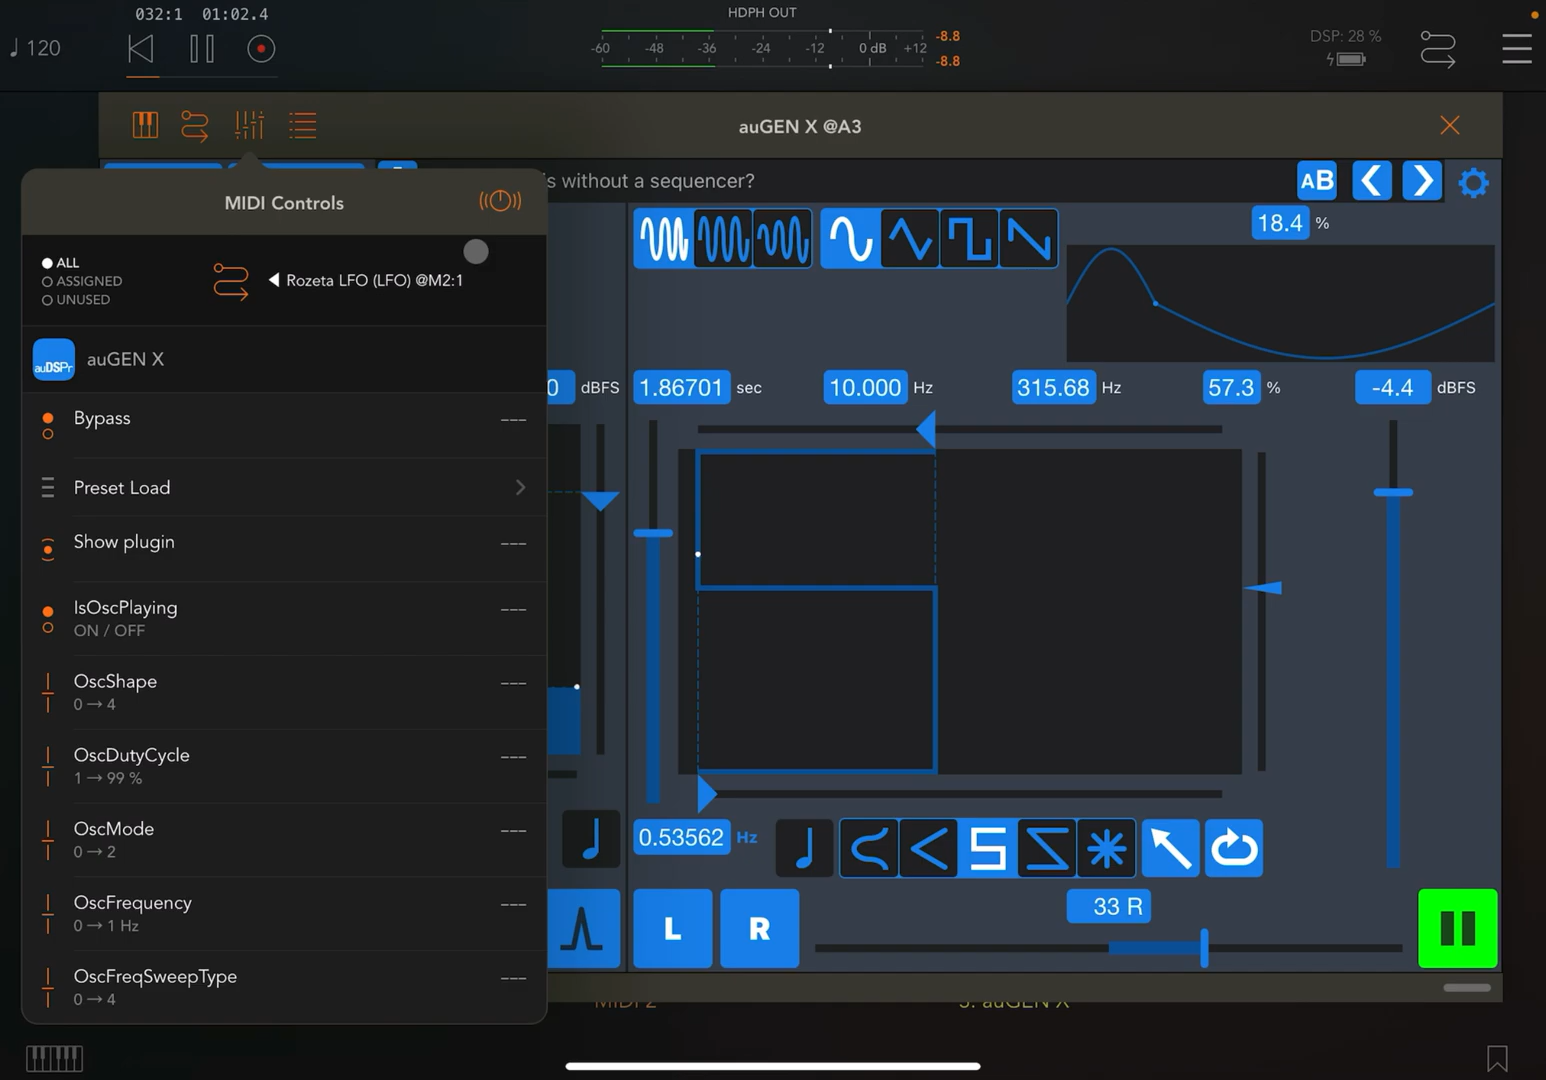 032:1 01:02.4
120
HDPH OUT
-60 -48 -36 -24 -12 0 dB +12
-8.8
-8.8
DSP: 28 %
auGEN X @A3
s without a sequencer?
AB
MIDI Controls
ALL
ASSIGNED
UNUSED
Rozeta LFO (LFO) @M2:1
auDSPr
auGEN X
Bypass ---
Preset Load
Show plugin ---
IsOscPlaying ---
ON / OFF
OscShape ---
0 → 4
OscDutyCycle ---
1 → 99 %
OscMode ---
0 → 2
OscFrequency ---
0 → 1 Hz
OscFreqSweepType ---
0 → 4
18.4 %
0 dBFS
1.86701 sec
10.000 Hz
315.68 Hz
57.3 %
-4.4 dBFS
0.53562 Hz
L
R
33 R
MIDI 2
3. auGEN X